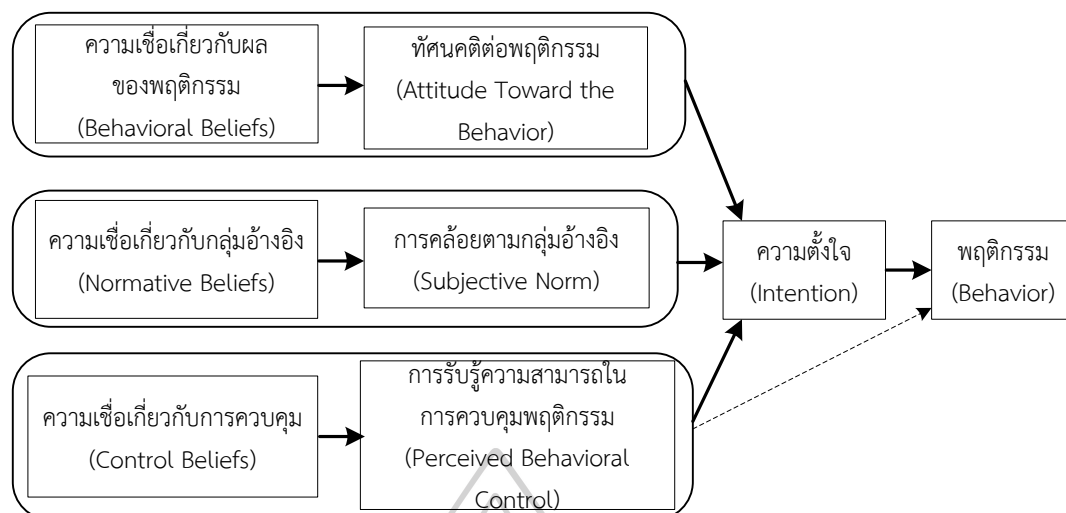 ความเชื่อเกี่ยวกับผล
ของพฤติกรรม
(Behavioral Beliefs)
ทัศนคติต่อพฤติกรรม
(Attitude Toward the
Behavior)
ความเชื่อเกี่ยวกับกลุ่มอ้างอิง
(Normative Beliefs)
การคล้อยตามกลุ่มอ้างอิง
(Subjective Norm)
ความตั้งใจ
(Intention)
พฤติกรรม
(Behavior)
ความเชื่อเกี่ยวกับการควบคุม
(Control Beliefs)
การรับรู้ความสามารถใน
การควบคุมพฤติกรรม
(Perceived Behavioral
Control)